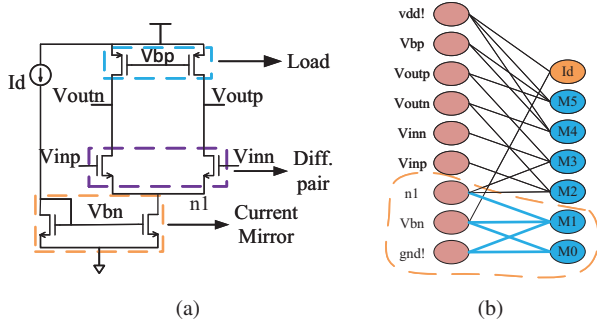 Id
Vbp
Load
Voutn
Voutp
Vinp
Vinn
Diff.
pair
n1
Vbn
Current
Mirror
(a)
vdd!
Vbp
Voutp
Voutn
Vinn
Vinp
n1
Vbn
gnd!
Id
M5
M4
M3
M2
M1
M0
(b)